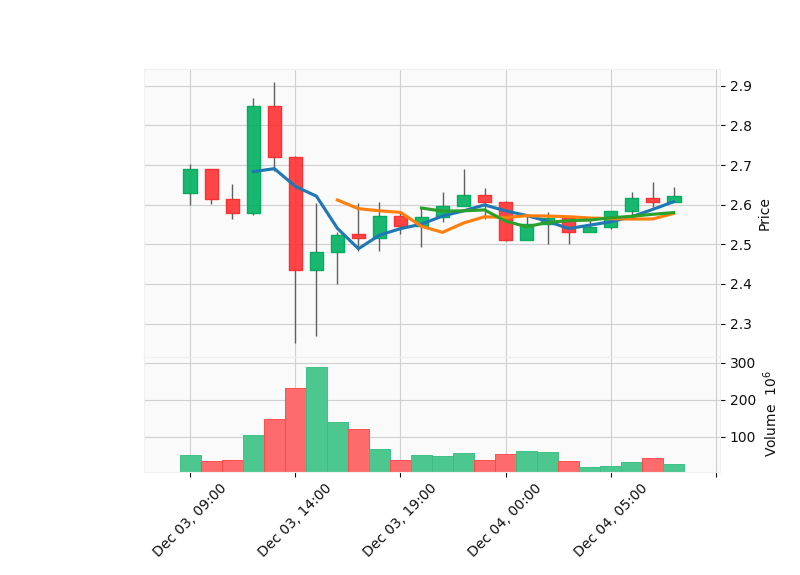 2.9
2.8
2.7
2.6
2.5
2.4
2.3
Price
300
200
100
Volume 10⁶
Dec 03, 09:00
Dec 03, 14:00
Dec 03, 19:00
Dec 04, 00:00
Dec 04, 05:00